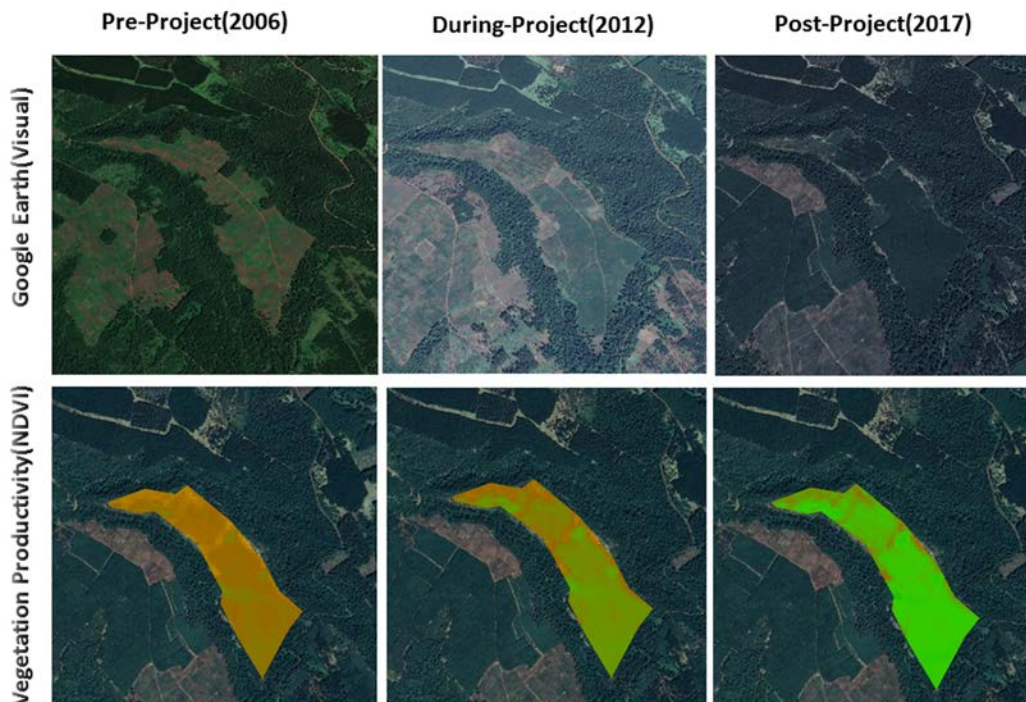 Pre-Project(2006)
During-Project(2012)
Post-Project(2017)
Google Earth(Visual)
Vegetation Productivity(NDVI)